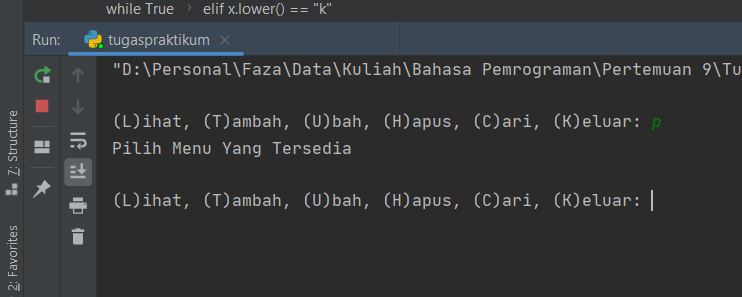 while True › elif x.lower() == "k"
Run: tugaspraktikum ×
"D:\Personal\Faza\Data\Kuliah\Bahasa Pemrograman\Pertemuan 9\Tu
(L)ihat, (T)ambah, (U)bah, (H)apus, (C)ari, (K)eluar: p
Pilih Menu Yang Tersedia
(L)ihat, (T)ambah, (U)bah, (H)apus, (C)ari, (K)eluar:
7: Structure
2: Favorites